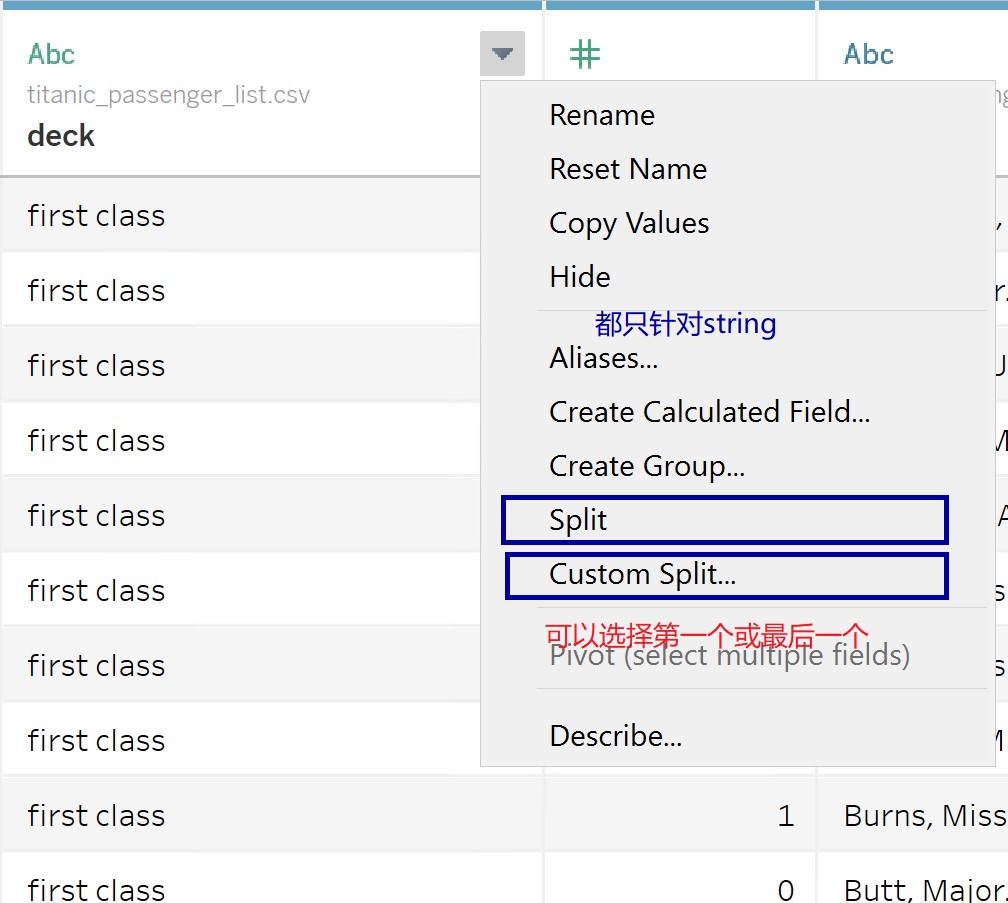 Abc
Abc
titanic_passenger_list.csv
deck
Rename
Reset Name
Copy Values
Hide
都只针对string
Aliases...
Create Calculated Field...
Create Group...
Split
Custom Split...
可以选择第一个或最后一个
Pivot (select multiple fields)
Describe...
first class
first class
first class
first class
first class
first class
first class
first class
first class 1 Burns, Miss
first class 0 Butt, Major.